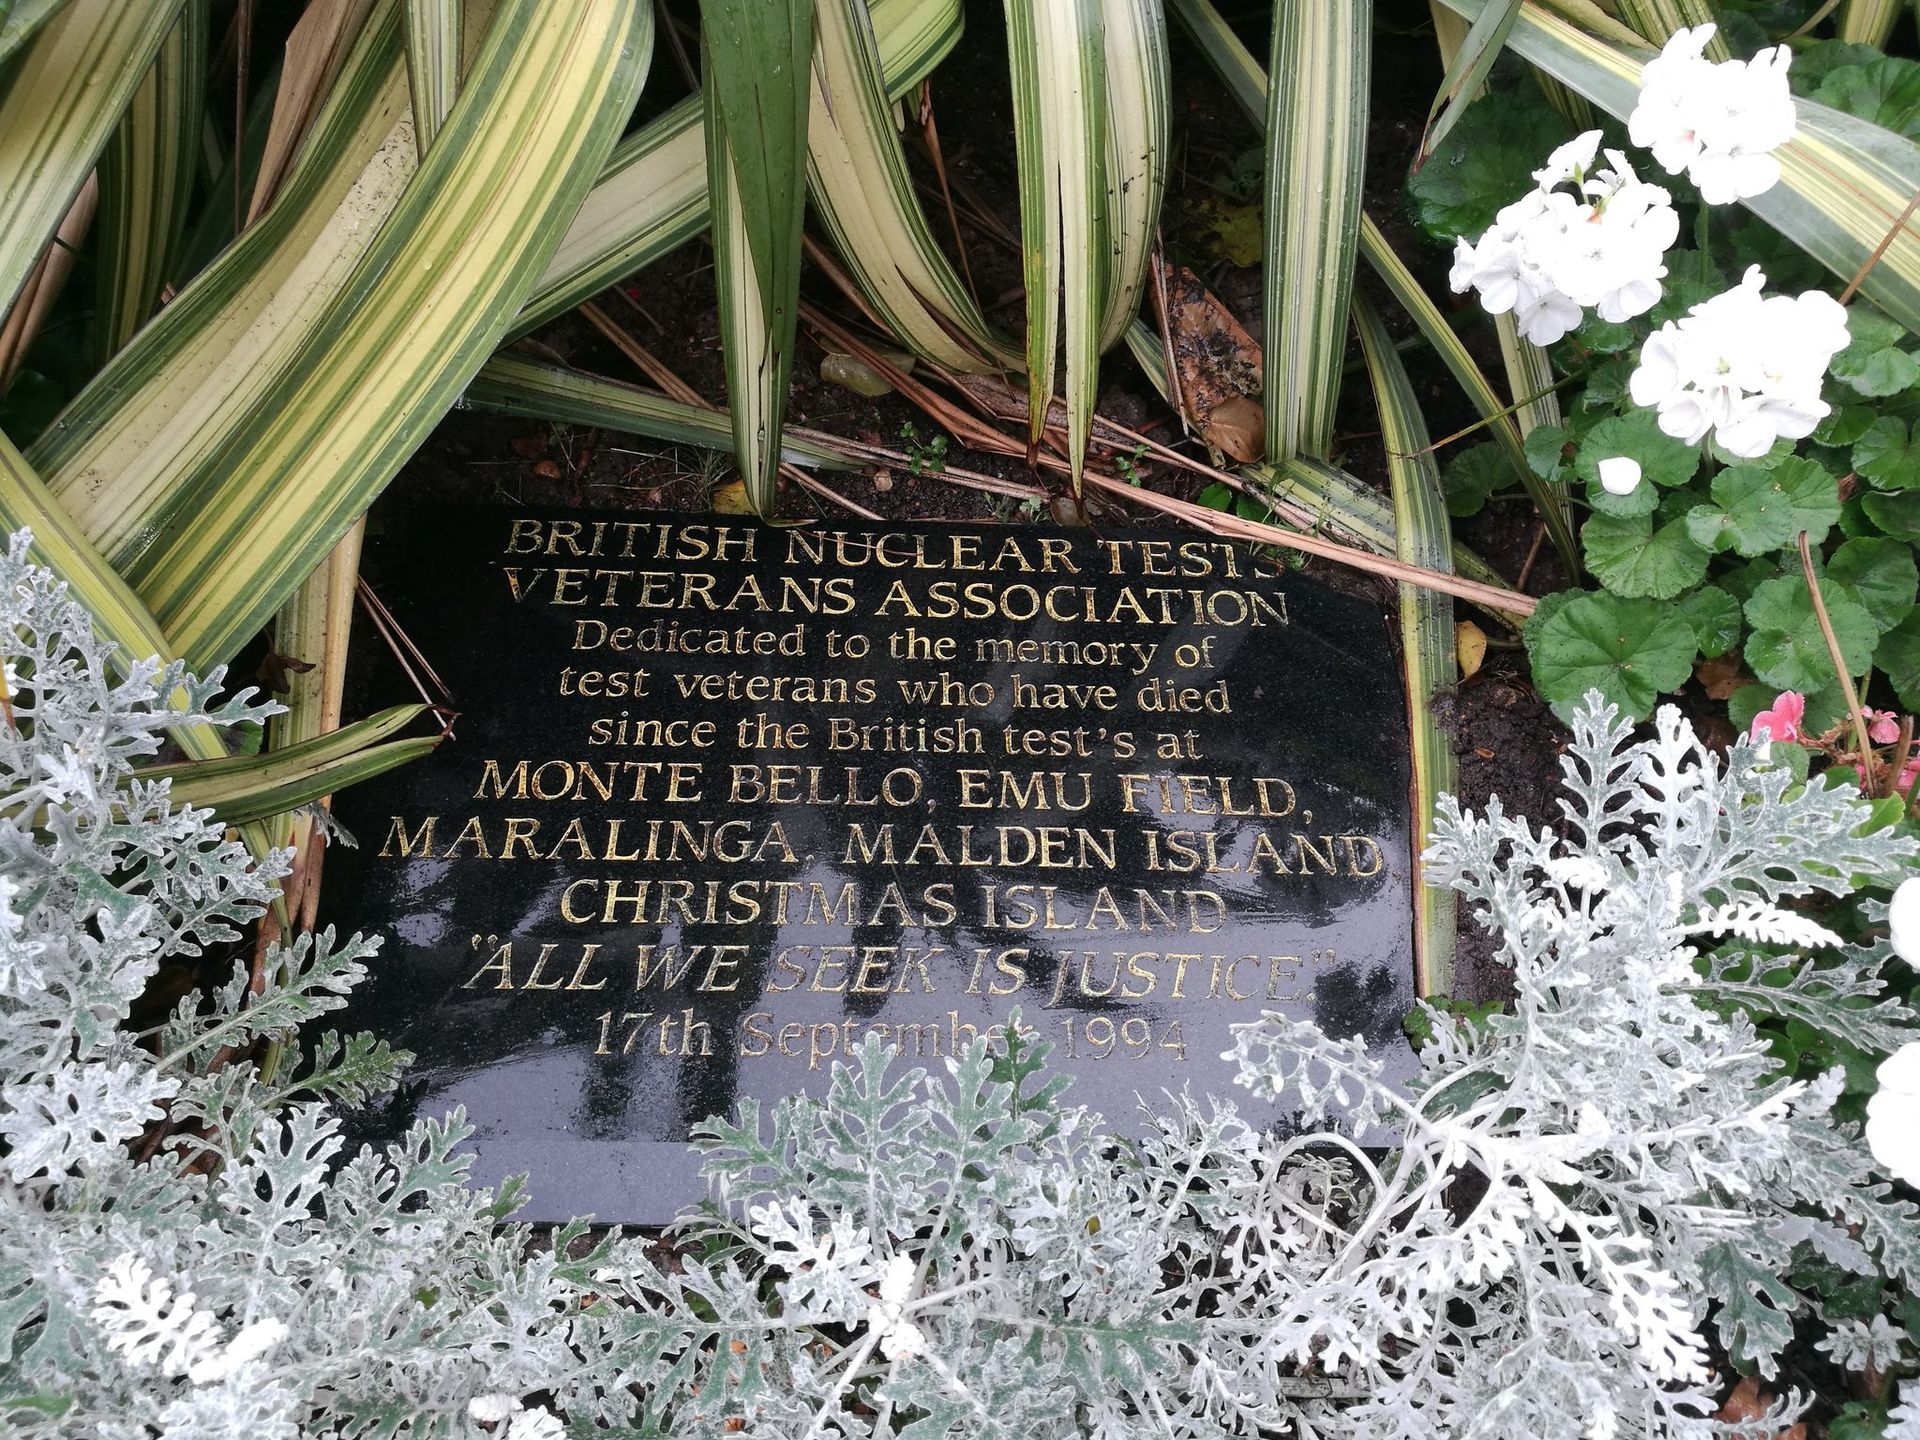 BRITISH NUCLEAR TESTS
VETERANS ASSOCIATION
Dedicated to the memory of
test veterans who have died
since the British test's at
MONTE BELLO, EMU FIELD,
MARALINGA. MALDEN ISLAND
CHRISTMAS ISLAND
"ALL WE SEEK IS JUSTICE."
17th September 1994